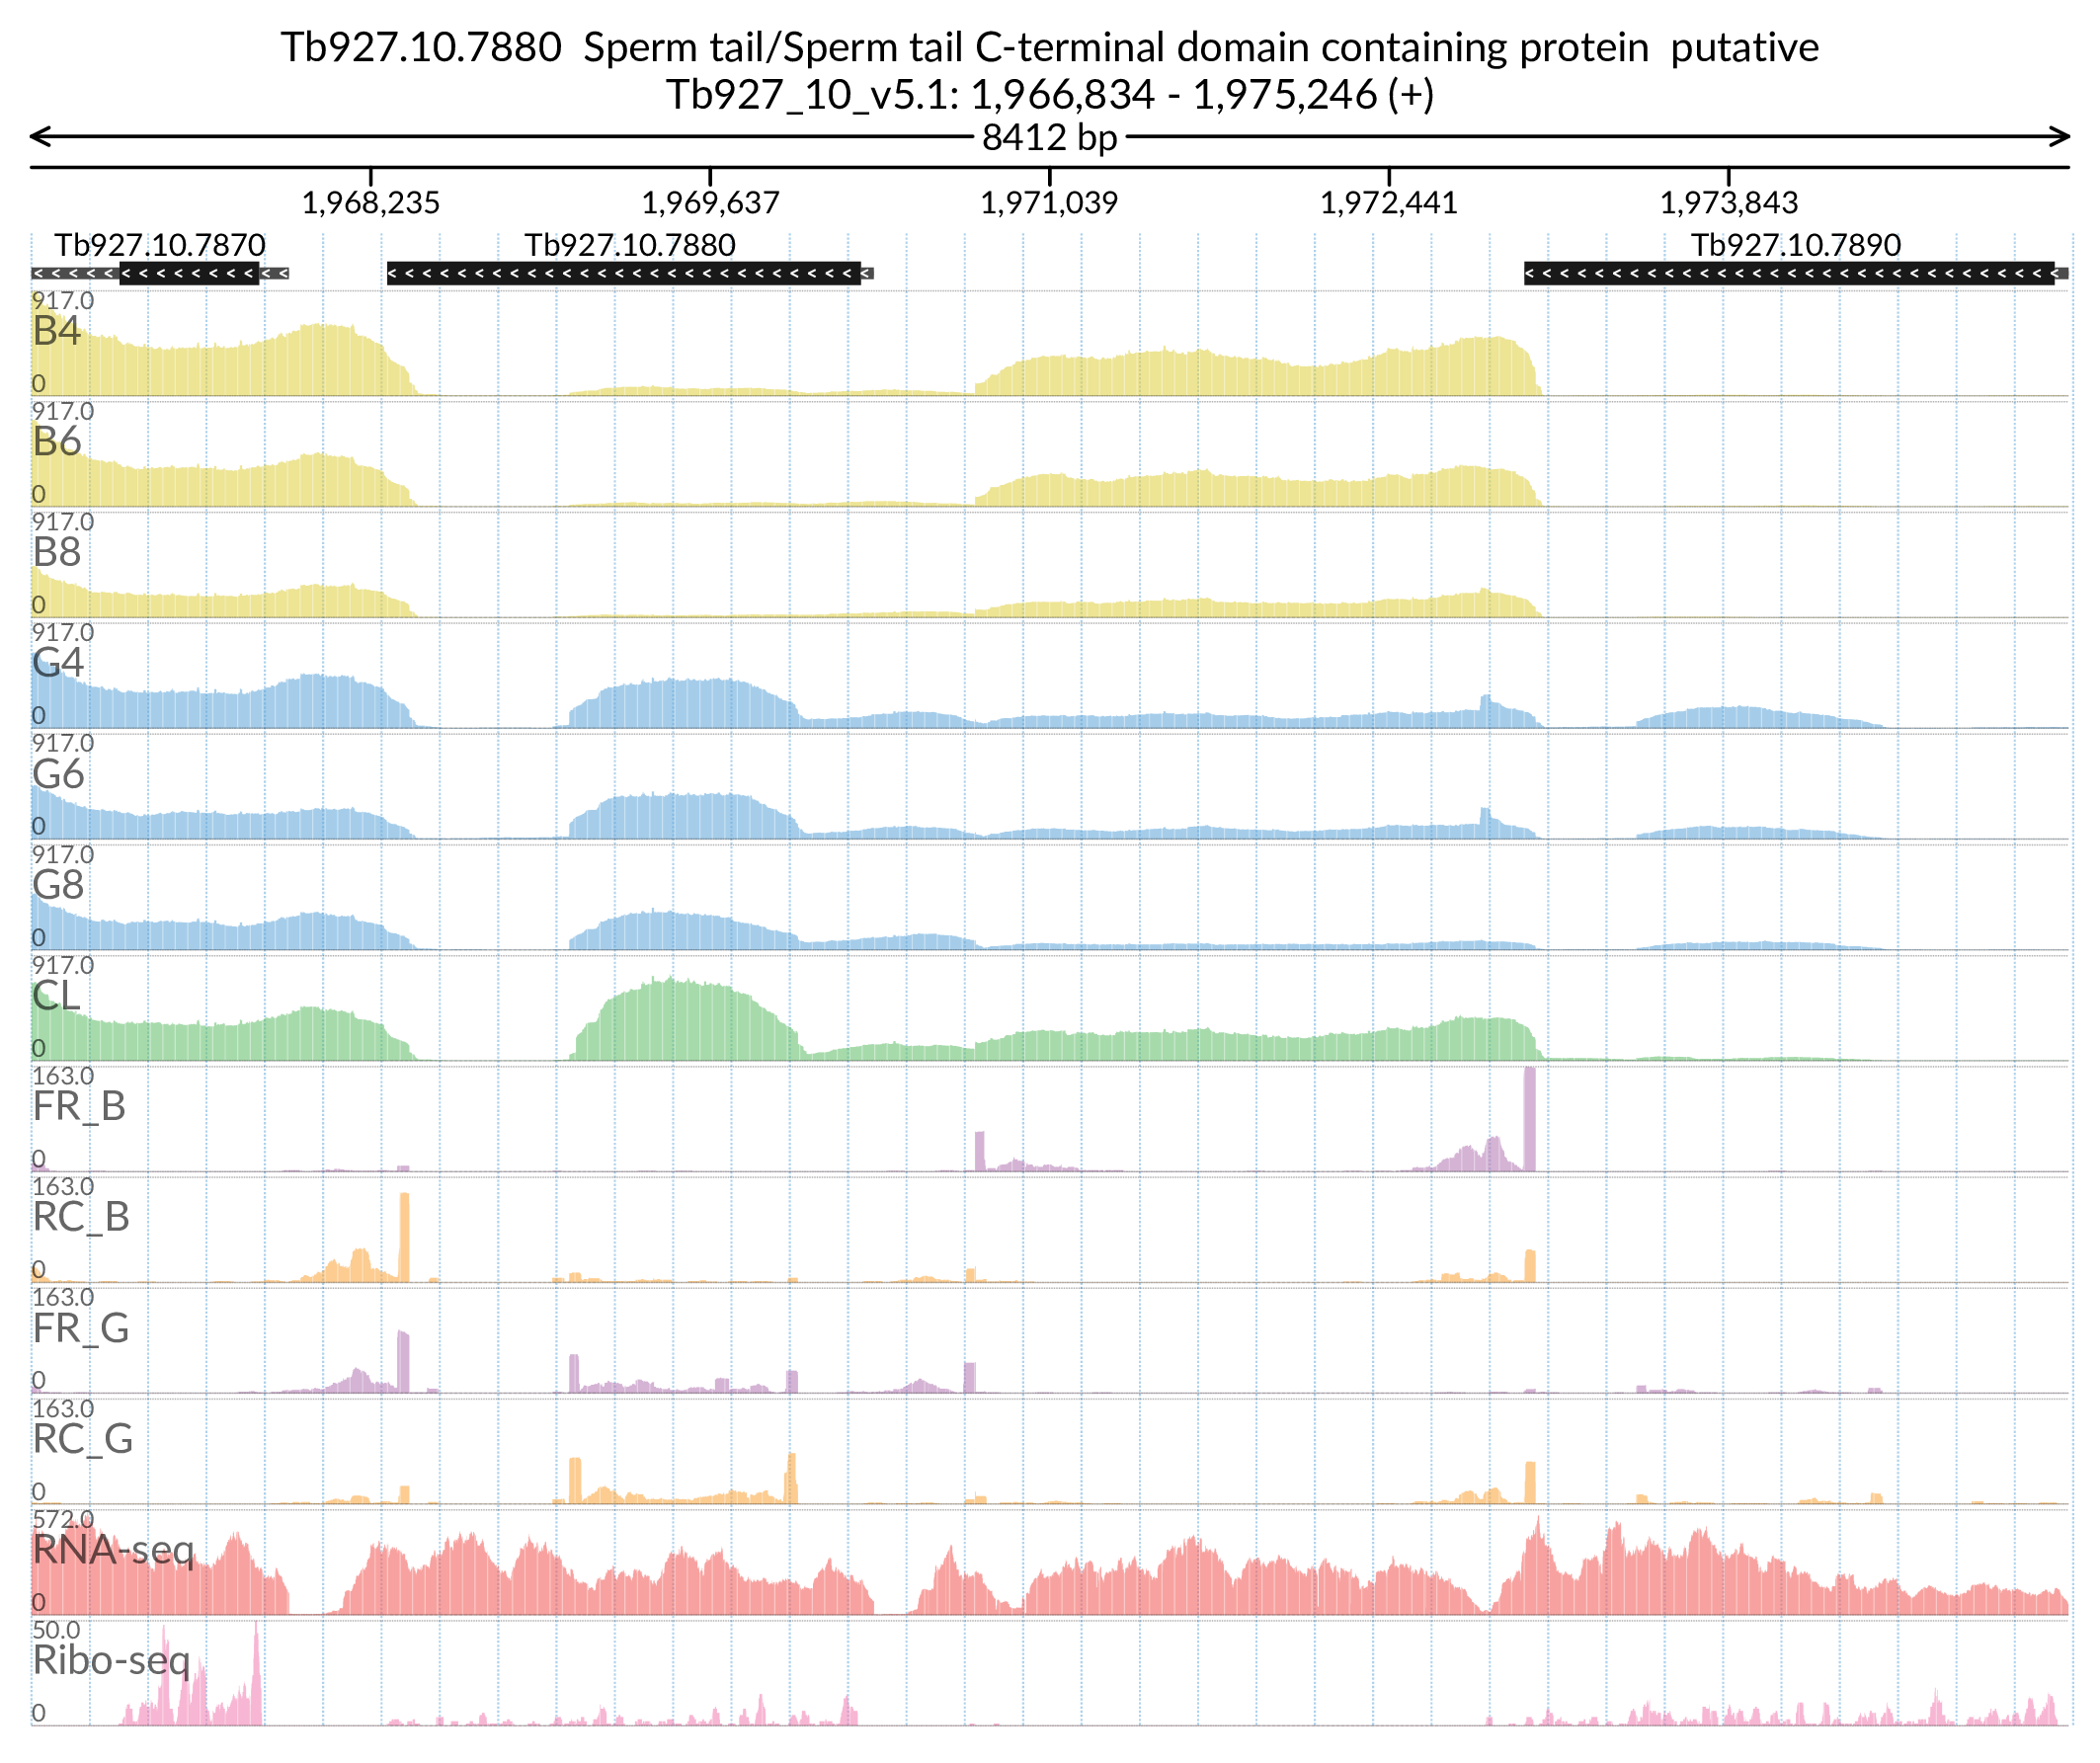 Tb927.10.7880  Sperm tail/Sperm tail C-terminal domain containing protein  putative
Tb927_10_v5.1: 1,966,834 - 1,975,246 (+)
8412 bp
1,968,235 1,969,637 1,971,039 1,972,441 1,973,843
Tb927.10.7870 Tb927.10.7880 Tb927.10.7890
917.0
B4
0
917.0
B6
0
917.0
B8
0
917.0
G4
0
917.0
G6
0
917.0
G8
0
917.0
CL
0
163.0
FR_B
0
163.0
RC_B
0
163.0
FR_G
0
163.0
RC_G
0
572.0
RNA-seq
0
50.0
Ribo-seq
0